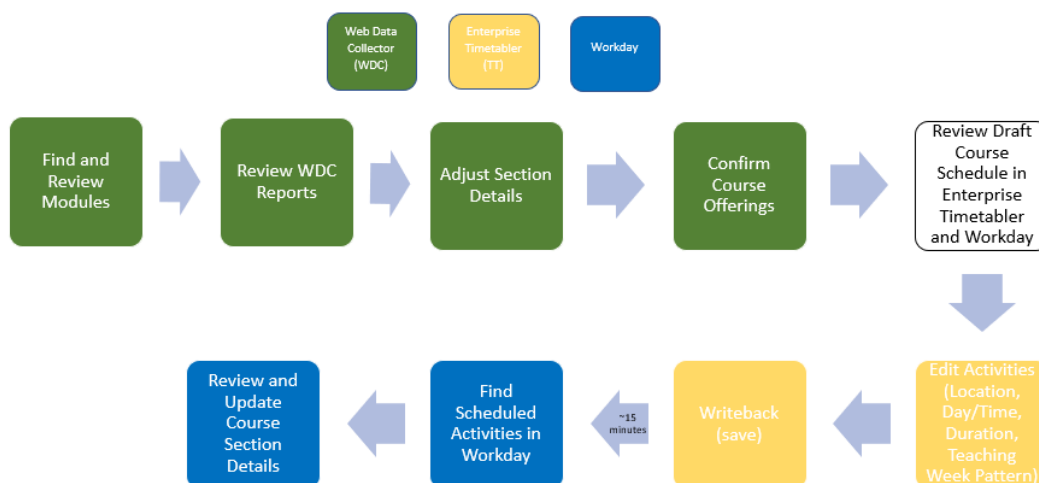 Web Data
Collector
(WDC)
Enterprise
Timetabler
(TT)
Workday
Find and
Review
Modules
Review WDC
Reports
Adjust Section
Details
Confirm
Course
Offerings
Review Draft
Course
Schedule in
Enterprise
Timetabler
and Workday
Edit Activities
(Location,
Day/Time,
Duration,
Teaching
Week Pattern)
Writeback
(save)
~15
minutes
Find
Scheduled
Activities in
Workday
Review and
Update
Course
Section
Details